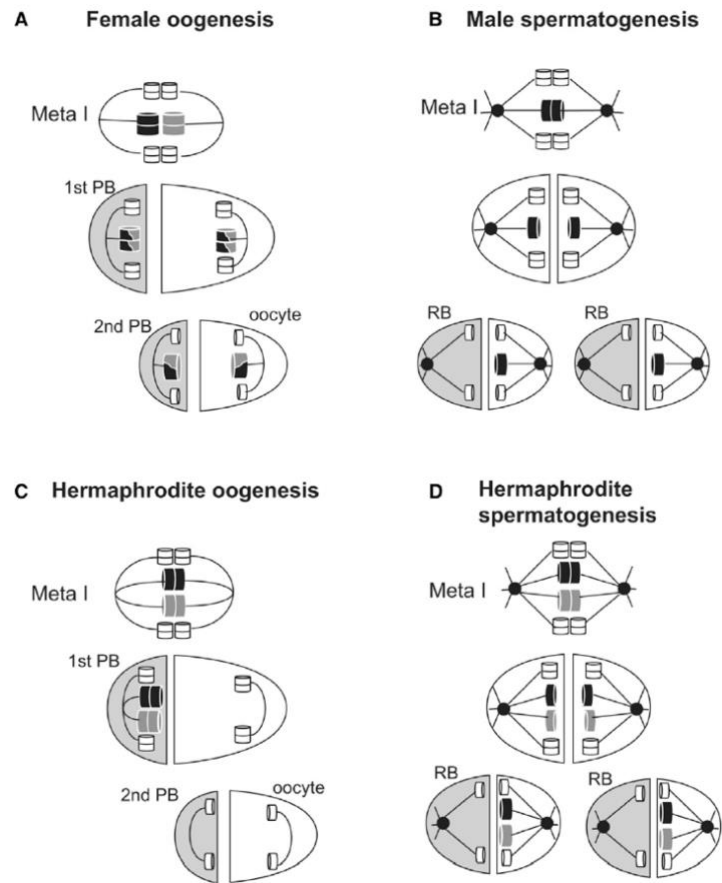 A Female oogenesis
Meta I
1st PB
2nd PB
oocyte
B Male spermatogenesis
Meta I
RB
RB
C Hermaphrodite oogenesis
Meta I
1st PB
2nd PB
oocyte
D Hermaphrodite
spermatogenesis
Meta I
RB
RB